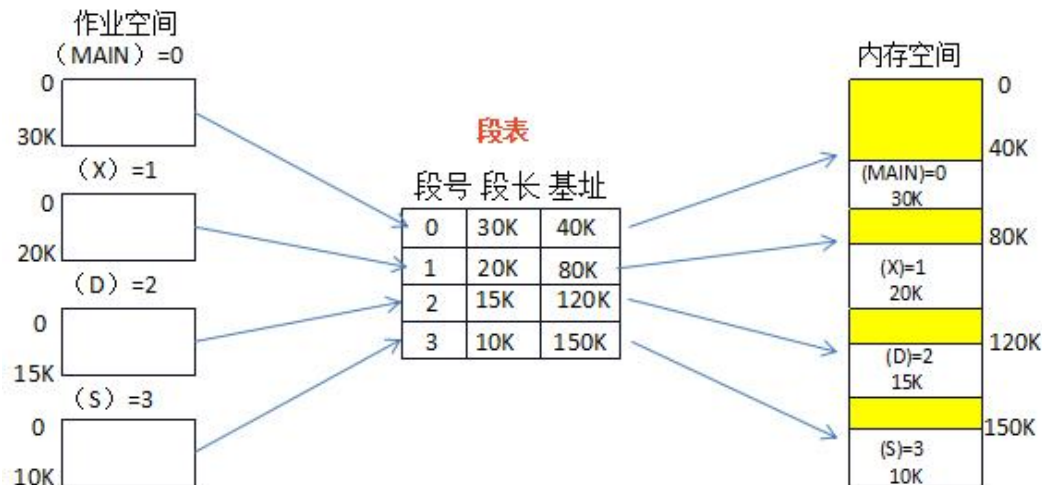 作业空间
（MAIN）=0
0
30K
（X）=1
0
20K
（D）=2
0
15K
（S）=3
0
10K
段表
段号 段长 基址
0 30K 40K
1 20K 80K
2 15K 120K
3 10K 150K
内存空间
0
40K
(MAIN)=0
30K
80K
(X)=1
20K
120K
(D)=2
15K
150K
(S)=3
10K